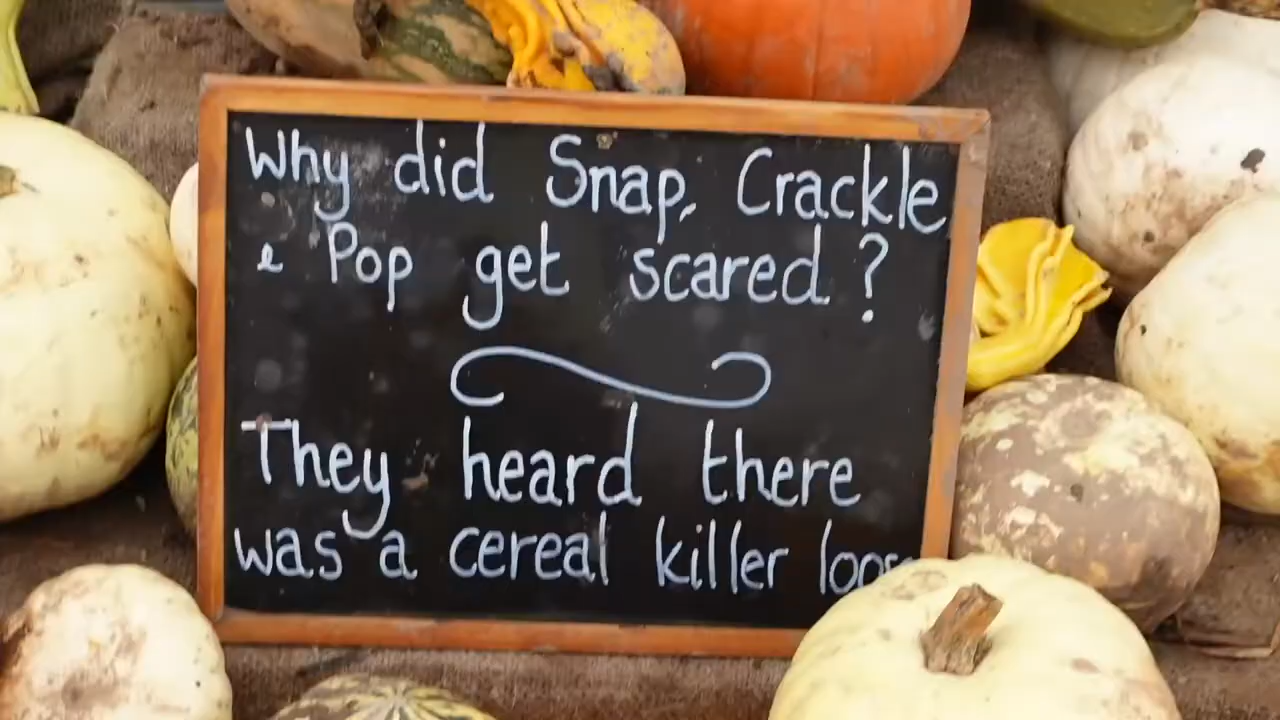 Why did Snap, Crackle
& Pop get scared?
They heard there
was a cereal killer